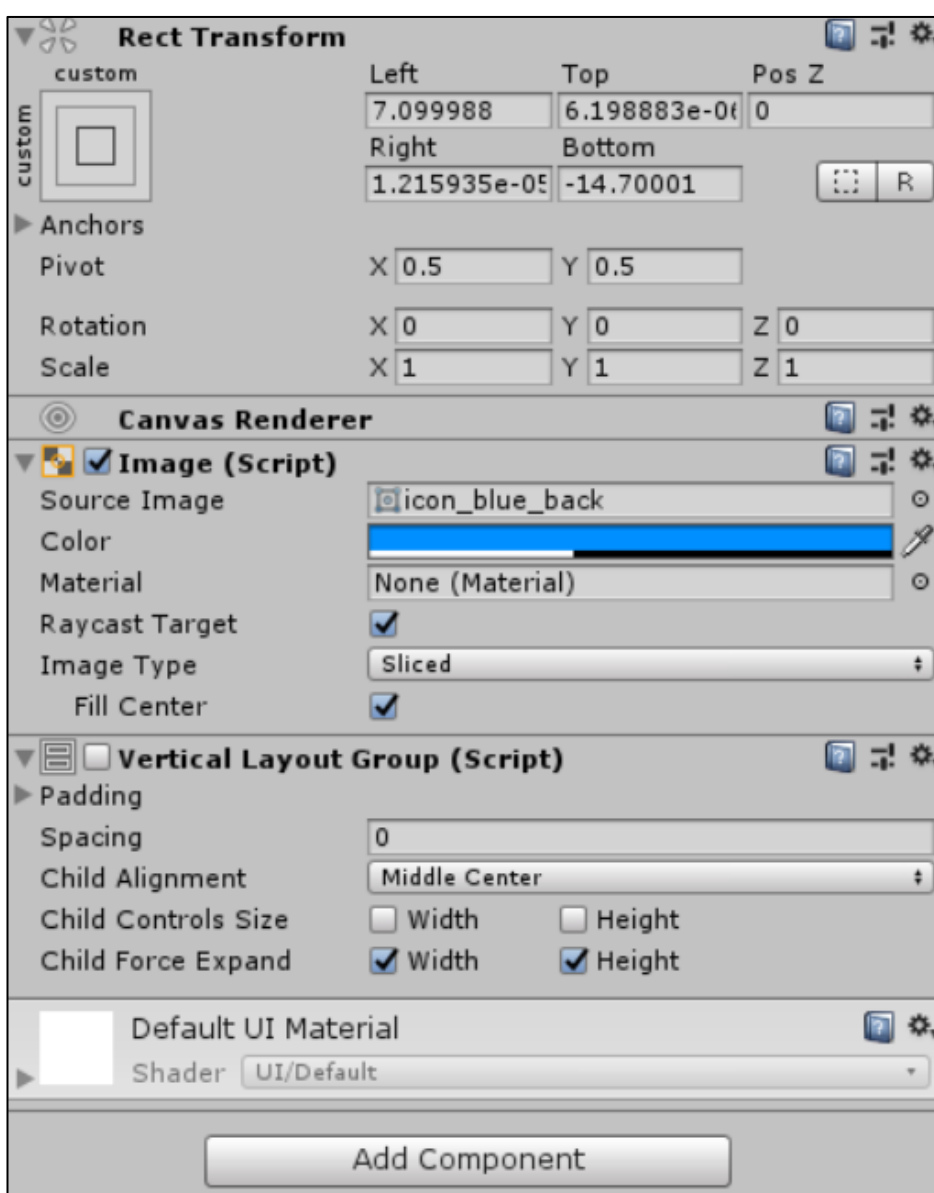 Rect Transform
custom Left Top Pos Z
custom 7.099988 6.198883e-0 0
Right Bottom
1.215935e-05 -14.70001 R
Anchors
Pivot X 0.5 Y 0.5
Rotation X 0 Y 0 Z 0
Scale X 1 Y 1 Z 1
Canvas Renderer
Image (Script)
Source Image icon_blue_back
Color
Material None (Material)
Raycast Target
Image Type Sliced
Fill Center
Vertical Layout Group (Script)
Padding
Spacing 0
Child Alignment Middle Center
Child Controls Size Width Height
Child Force Expand Width Height
Default UI Material
Shader UI/Default
Add Component